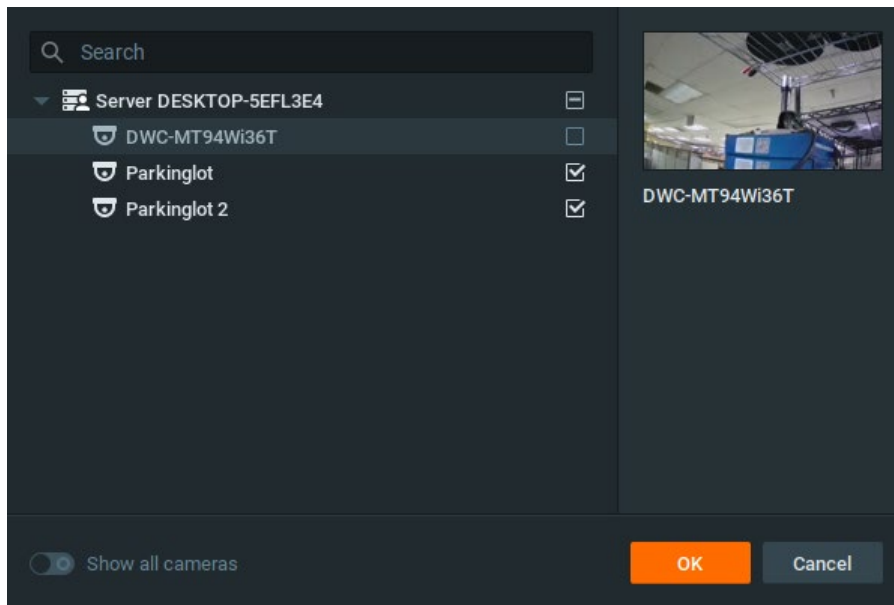 Search
Server DESKTOP-5EFL3E4
DWC-MT94Wi36T
Parkinglot
Parkinglot 2
DWC-MT94Wi36T
Show all cameras
OK
Cancel